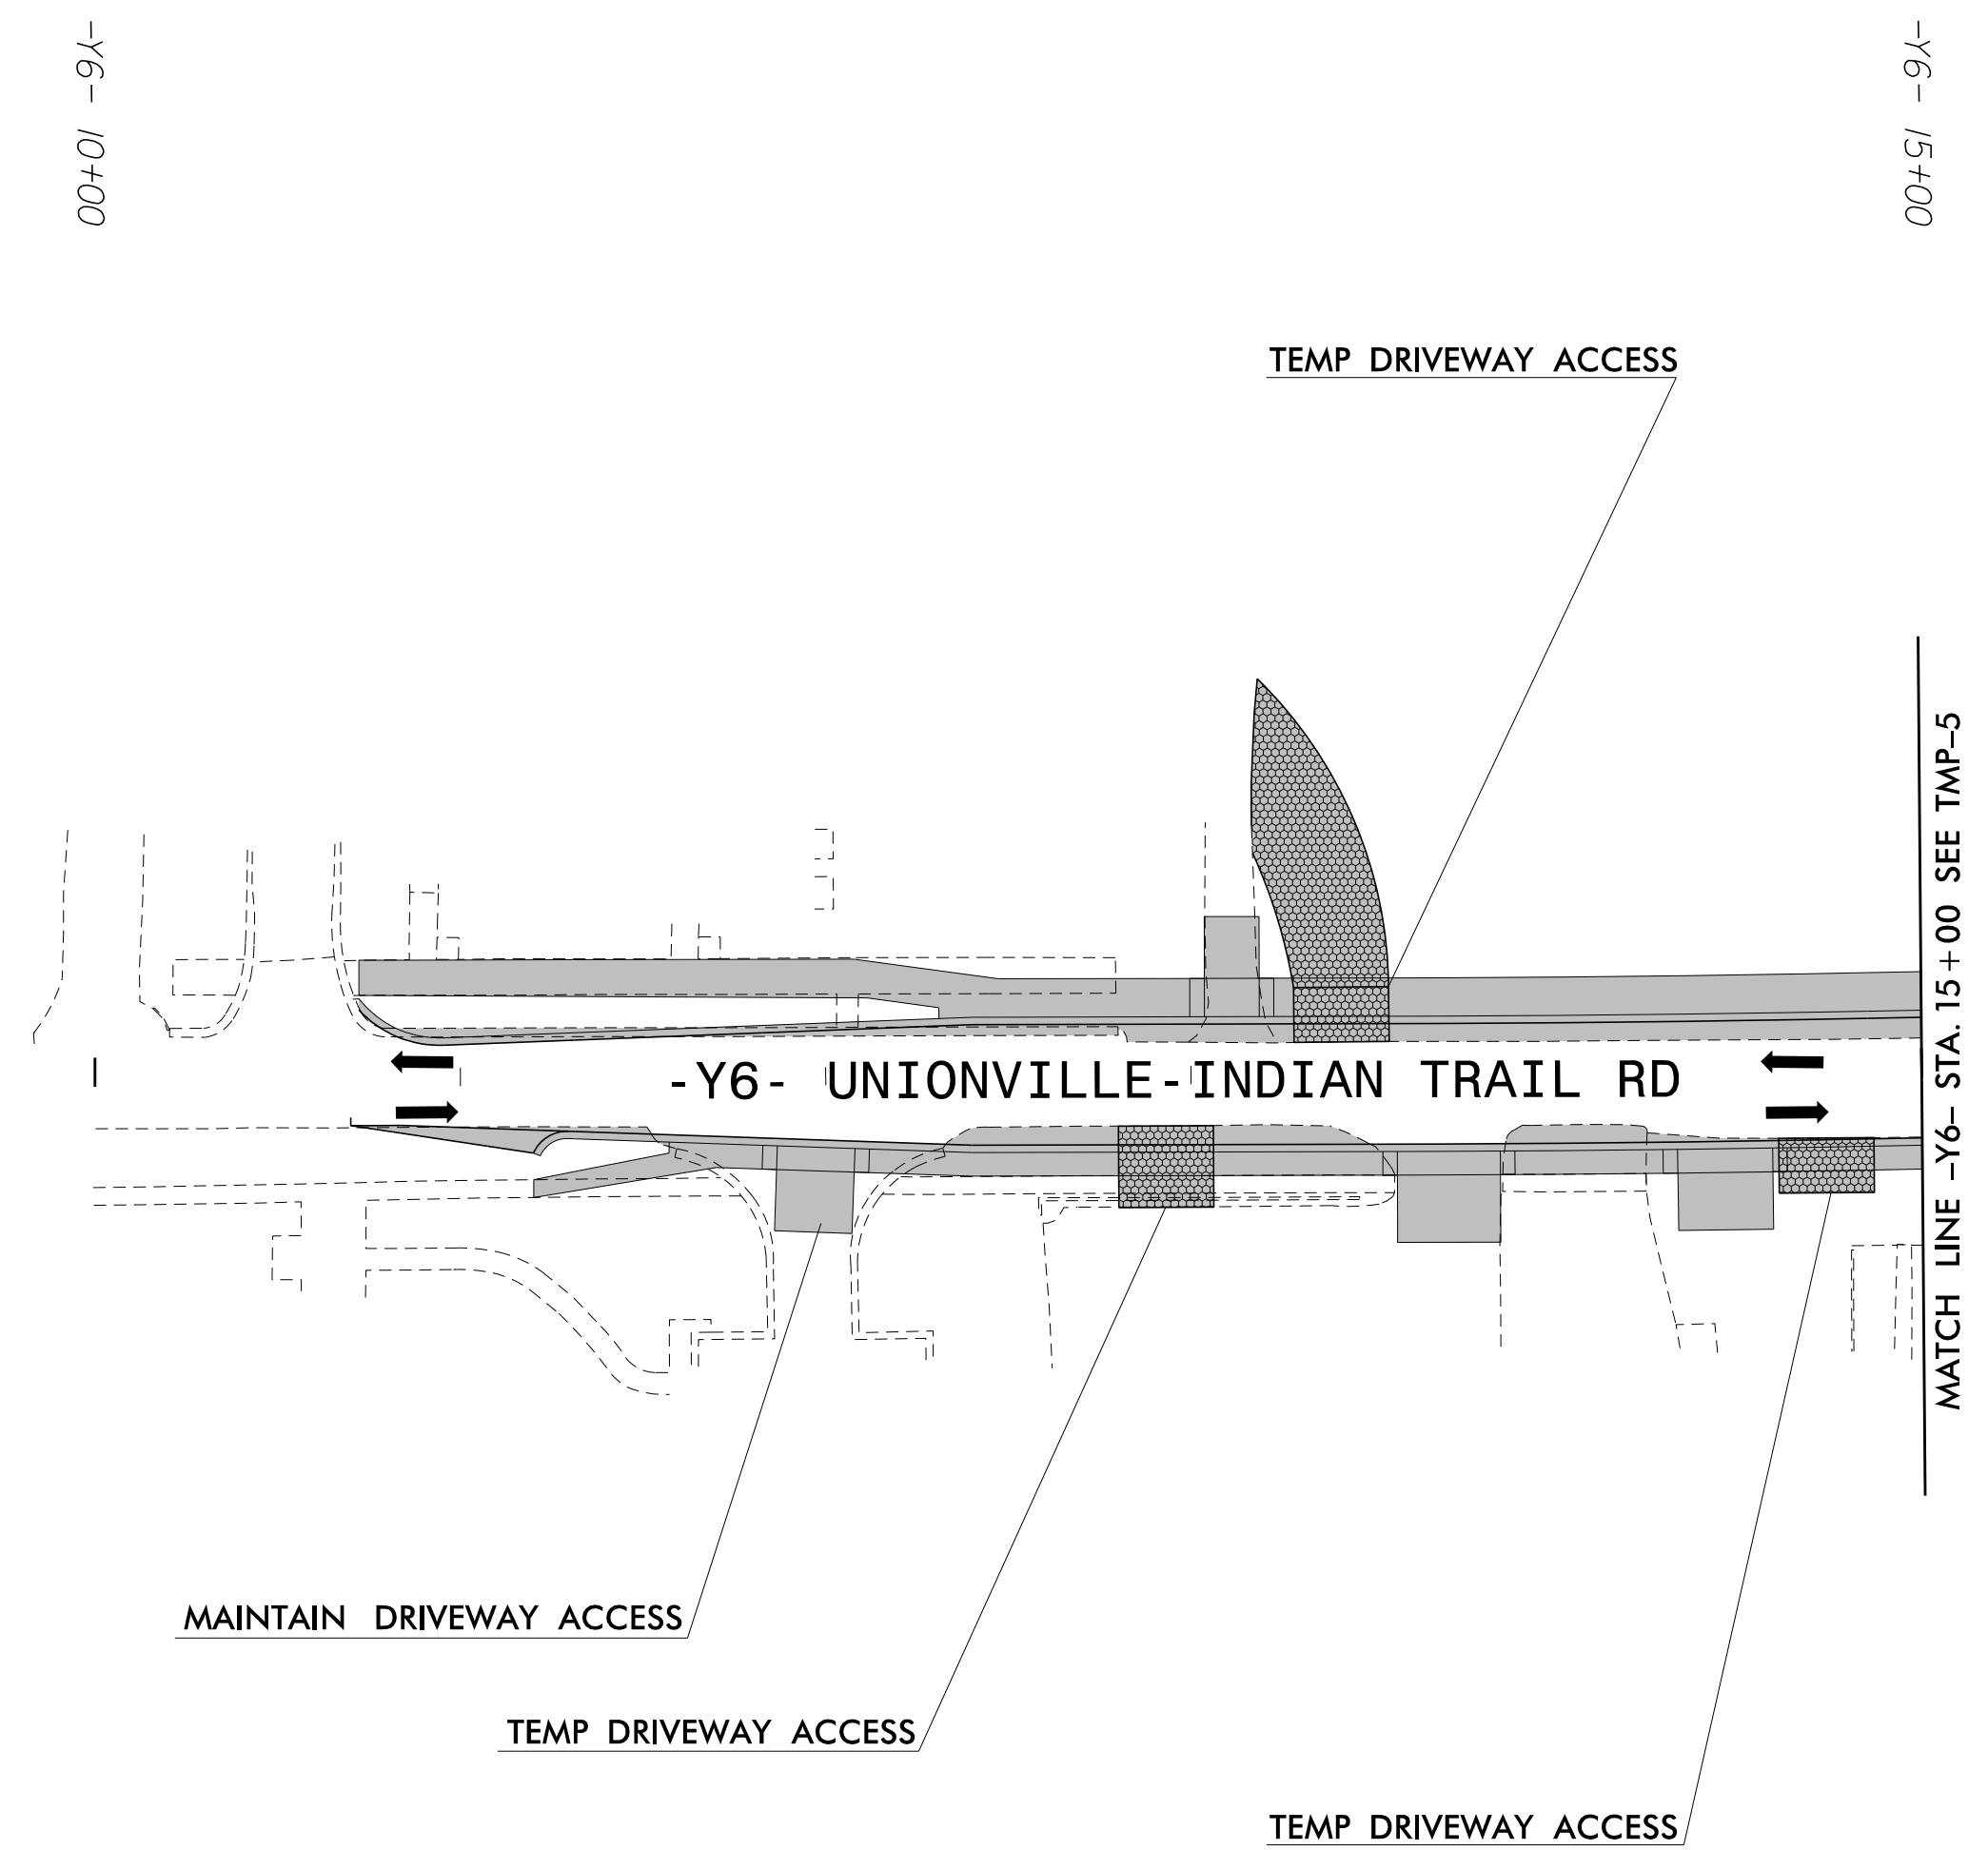 -Y6- 10+00
-Y6- 15+00
TEMP DRIVEWAY ACCESS
-Y6- UNIONVILLE-INDIAN TRAIL RD
MATCH LINE -Y6- STA. 15+00 SEE TMP-5
MAINTAIN DRIVEWAY ACCESS
TEMP DRIVEWAY ACCESS
TEMP DRIVEWAY ACCESS